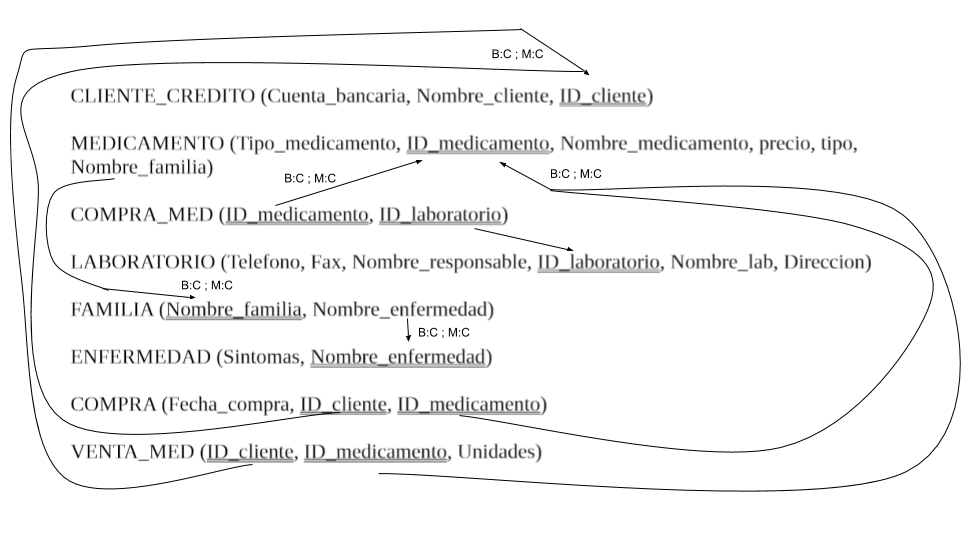 B:C ; M:C
CLIENTE_CREDITO (Cuenta_bancaria, Nombre_cliente, ID_cliente)
MEDICAMENTO (Tipo_medicamento, ID_medicamento, Nombre_medicamento, precio, tipo,
Nombre_familia)
B:C ; M:C
B:C ; M:C
COMPRA_MED (ID_medicamento, ID_laboratorio)
LABORATORIO (Telefono, Fax, Nombre_responsable, ID_laboratorio, Nombre_lab, Direccion)
B:C ; M:C
FAMILIA (Nombre_familia, Nombre_enfermedad)
B:C ; M:C
ENFERMEDAD (Sintomas, Nombre_enfermedad)
COMPRA (Fecha_compra, ID_cliente, ID_medicamento)
VENTA_MED (ID_cliente, ID_medicamento, Unidades)